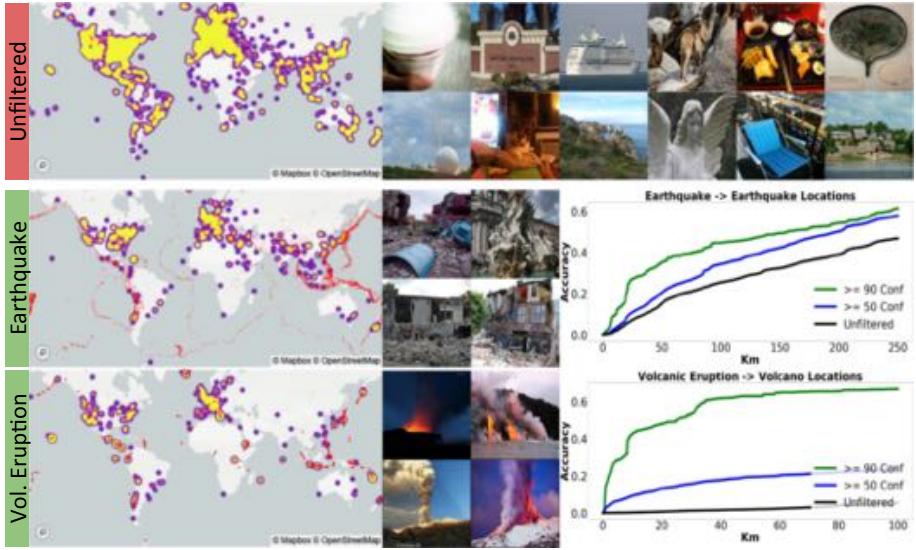 Unfiltered
© Mapbox © OpenStreetMap
Earthquake
© Mapbox © OpenStreetMap
Earthquake -> Earthquake Locations
Accuracy
0.6
0.4
0.2
0.0
>= 90 Conf
>= 50 Conf
Unfiltered
0 50 100 150 200 250
Km
Vol. Eruption
© Mapbox © OpenStreetMap
Volcanic Eruption -> Volcano Locations
Accuracy
0.6
0.4
0.2
0.0
>= 90 Conf
>= 50 Conf
Unfiltered
0 20 40 60 80 100
Km